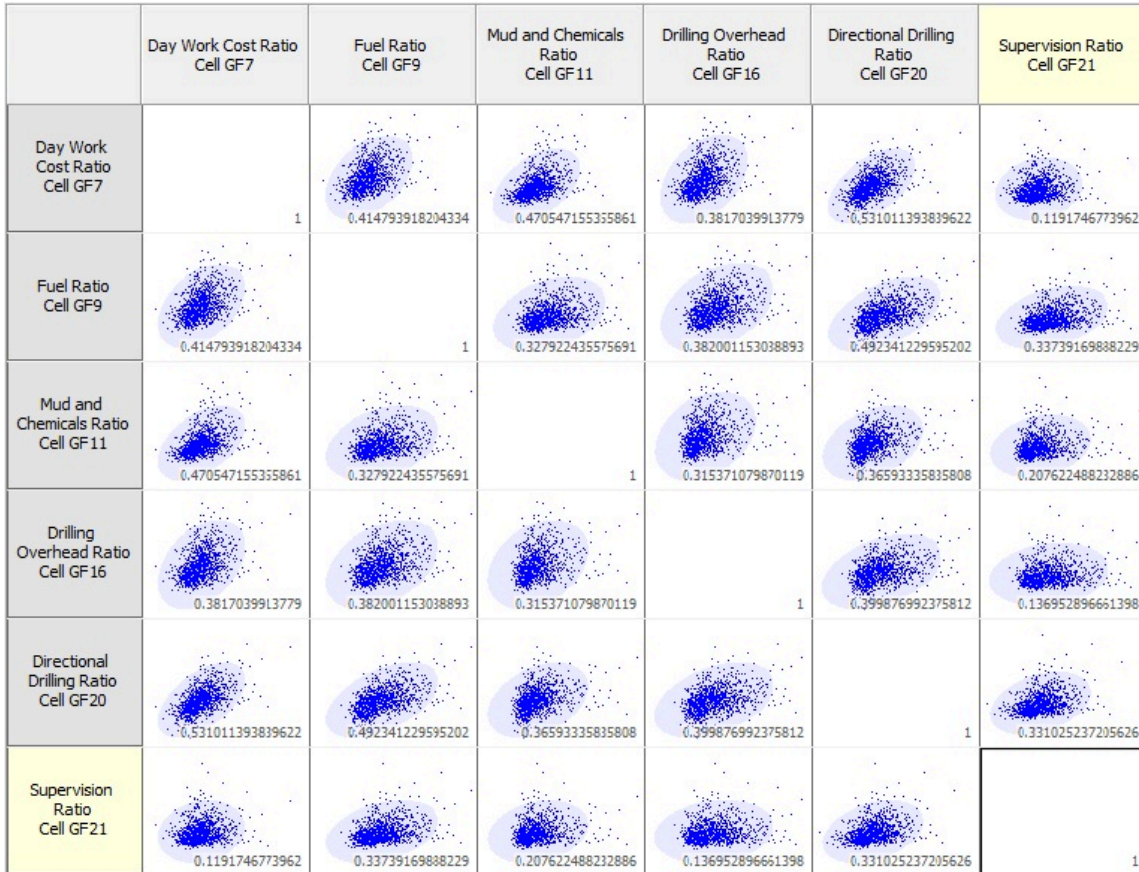 Day Work Cost Ratio
Cell GF7
Fuel Ratio
Cell GF9
Mud and Chemicals
Ratio
Cell GF11
Drilling Overhead
Ratio
Cell GF16
Directional Drilling
Ratio
Cell GF20
Supervision Ratio
Cell GF21
Day Work
Cost Ratio
Cell GF7
1
0.414793918204334
0.470547155355861
0.3817039913779
0.531011393839622
0.1191746773962
Fuel Ratio
Cell GF9
0.414793918204334
1
0.327922435575691
0.382001153038893
0.492341229595202
0.33739169838229
Mud and
Chemicals Ratio
Cell GF11
0.470547155355861
0.327922435575691
1
0.315371079870119
0.36593335835808
0.207622488232886
Drilling
Overhead Ratio
Cell GF16
0.3817039913779
0.382001153038893
0.315371079870119
1
0.399876992375812
0.136952896661398
Directional
Drilling Ratio
Cell GF20
0.531011393839622
0.492341229595202
0.36593335835808
0.399876992375812
1
0.331025237205626
Supervision
Ratio
Cell GF21
0.1191746773962
0.33739169838229
0.207622488232886
0.136952896661398
0.331025237205626
1